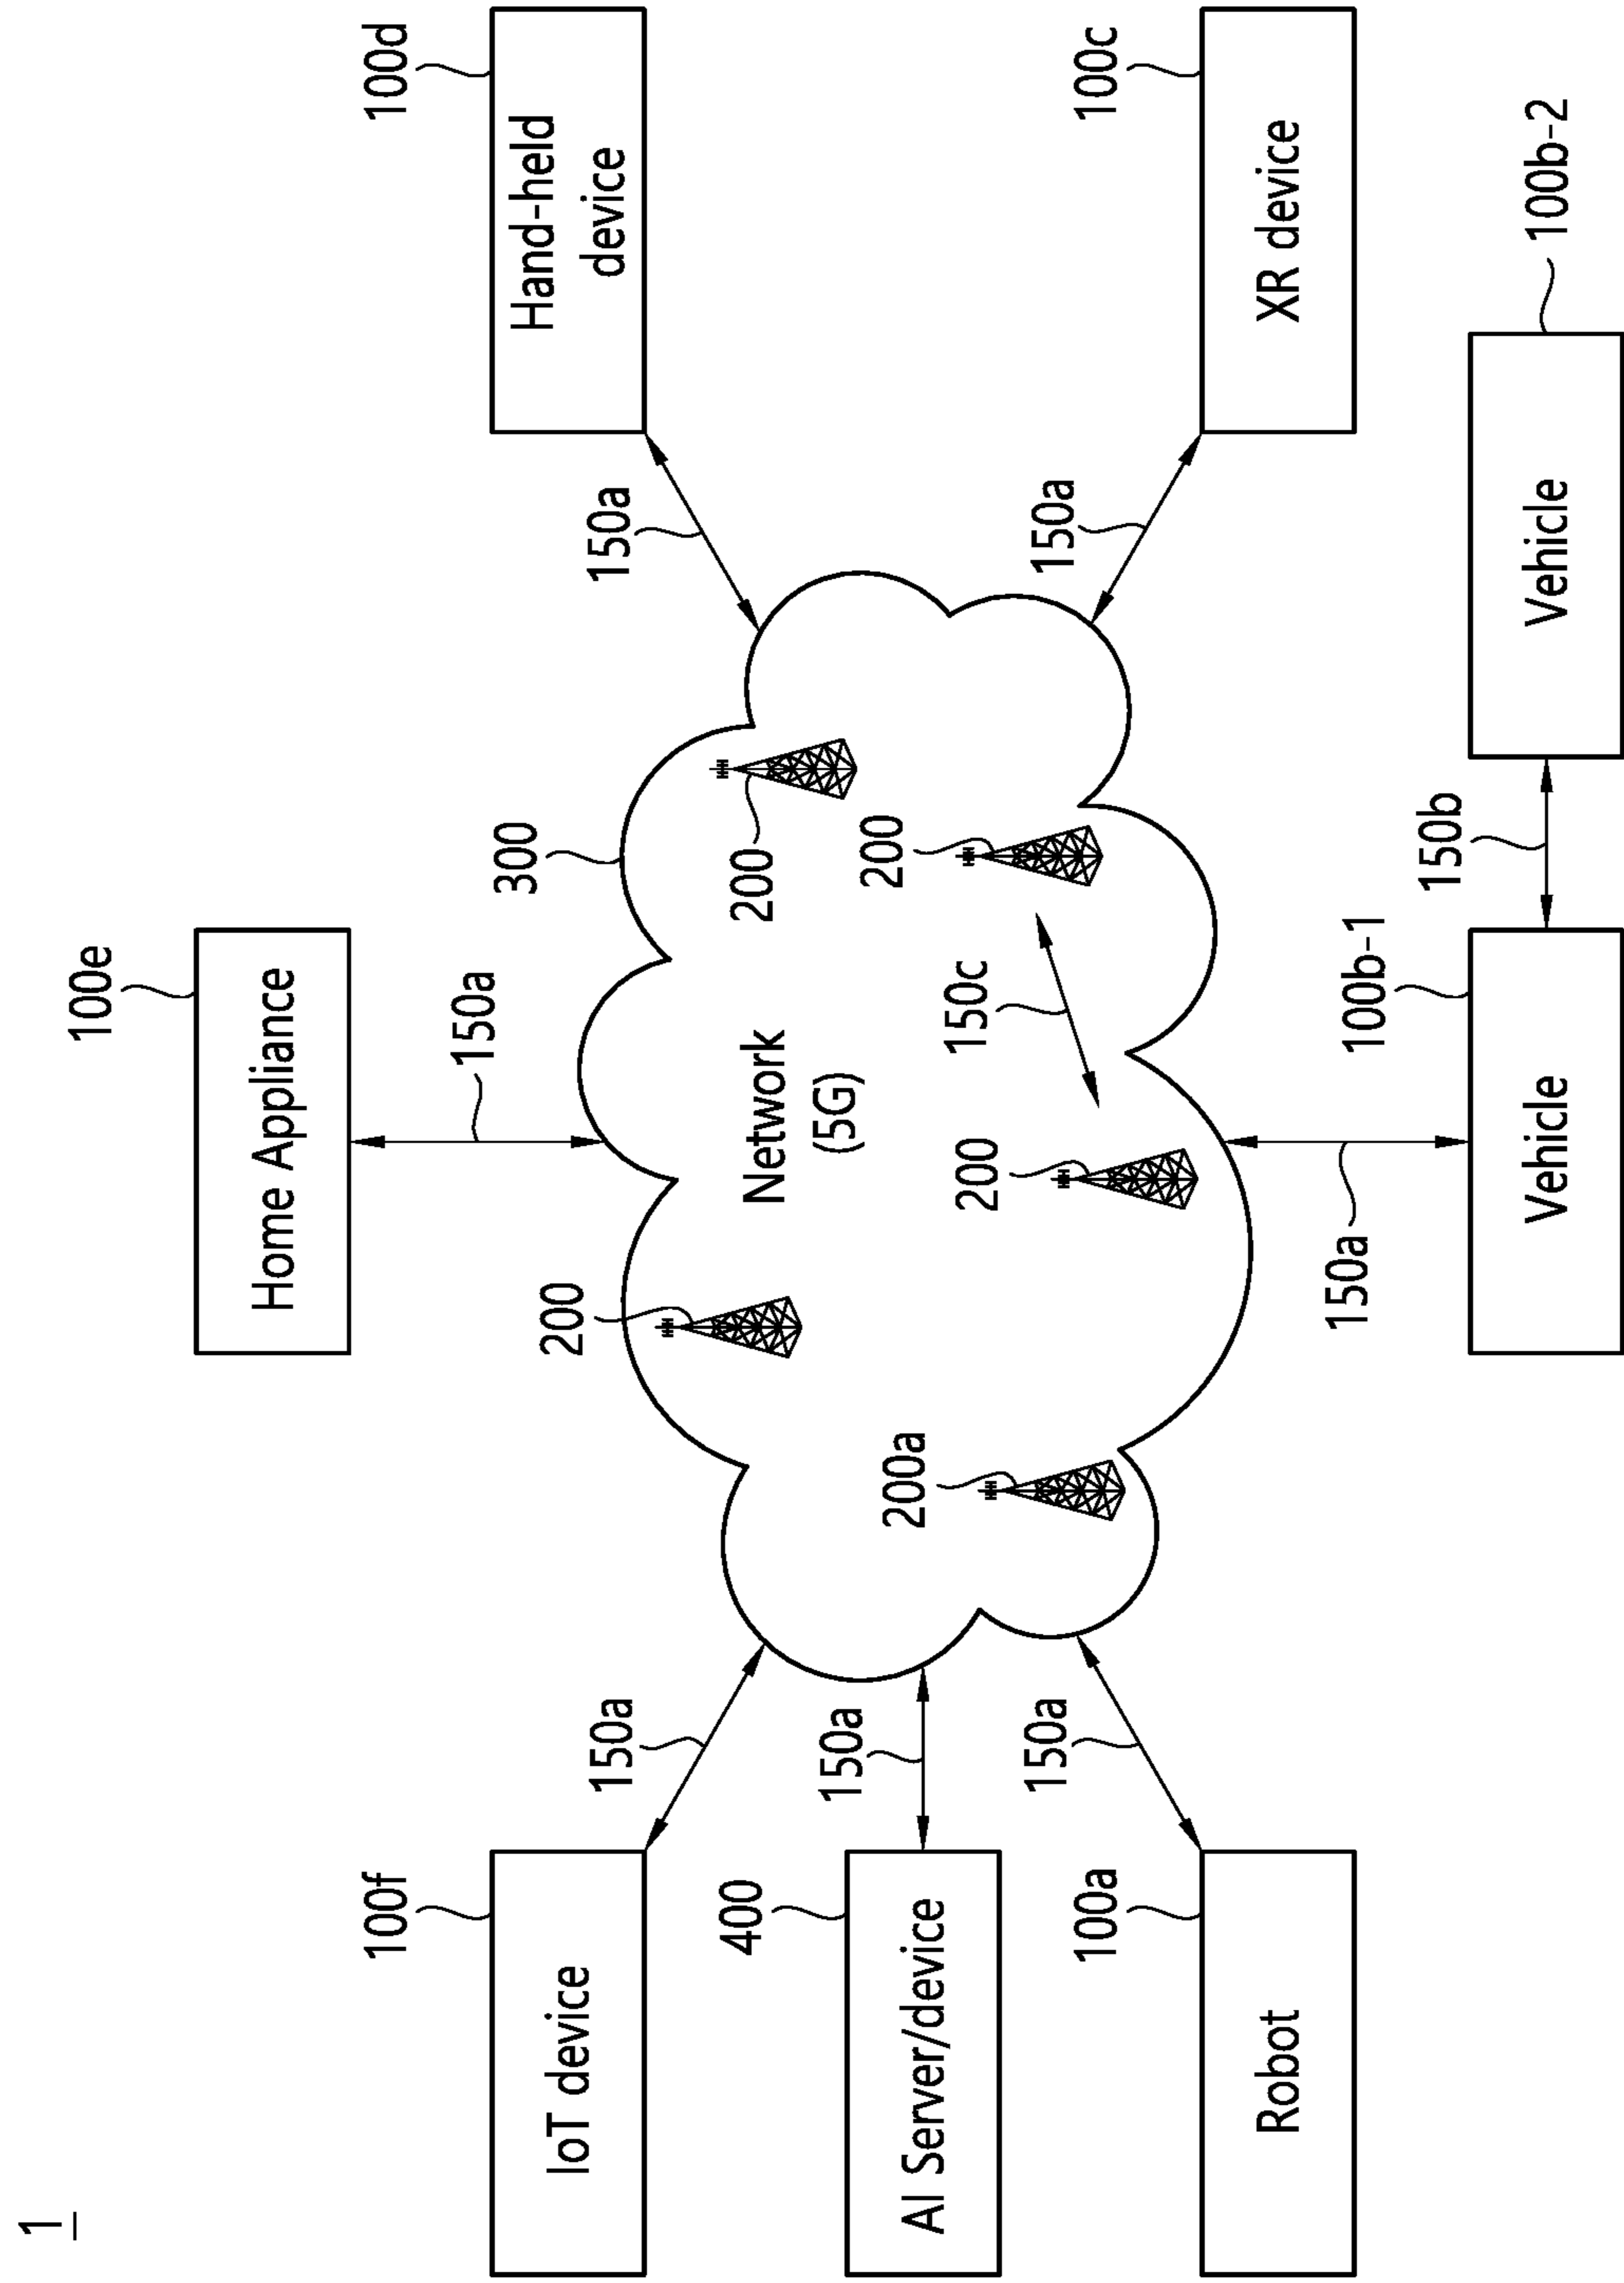 1
100e
Home Appliance
150a
100f
IoT device
150a
300
100d
Hand-held
device
150a
200
200
Network
(5G)
400
AI Server/device
150a
200a
200
150c
200
100a
Robot
150a
100c
XR device
150a
150a
100b-1
Vehicle
150b
Vehicle
100b-2